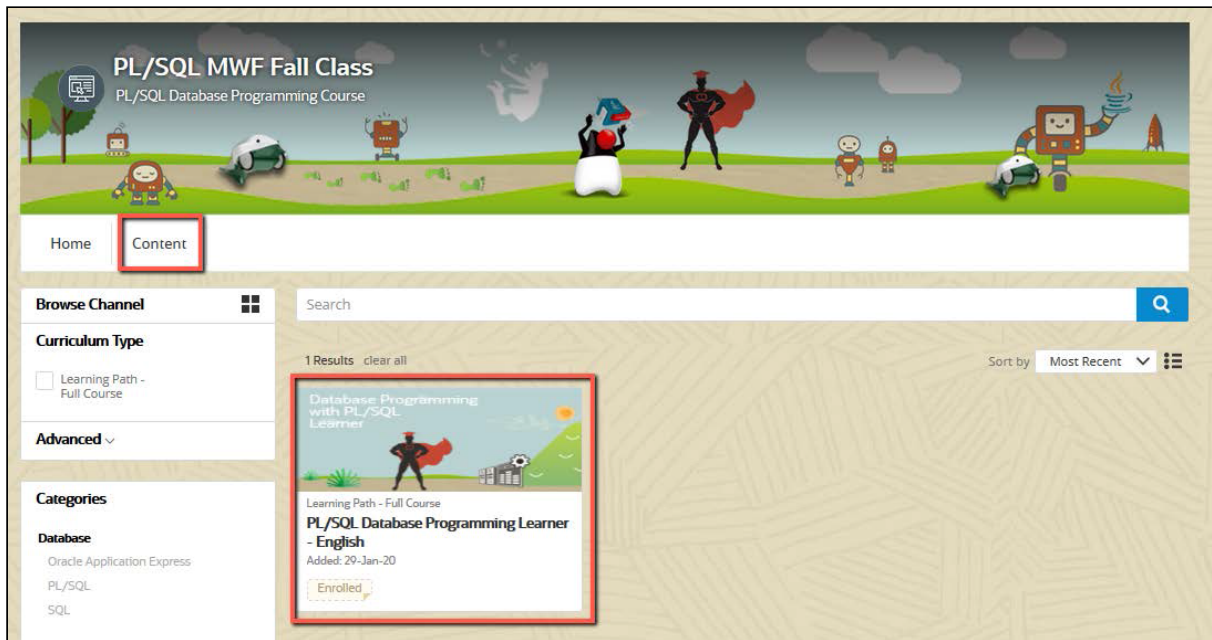 PL/SQL MWF Fall Class
PL/SQL Database Programming Course
Home
Content
Browse Channel
Curriculum Type
Learning Path -
Full Course
Advanced
Categories
Database
Oracle Application Express
PL/SQL
SQL
Search
1 Results clear all
Sort by Most Recent
Database Programming
with PL/SQL
Learner
Learning Path - Full Course
PL/SQL Database Programming Learner
- English
Added: 29-Jan-20
Enrolled